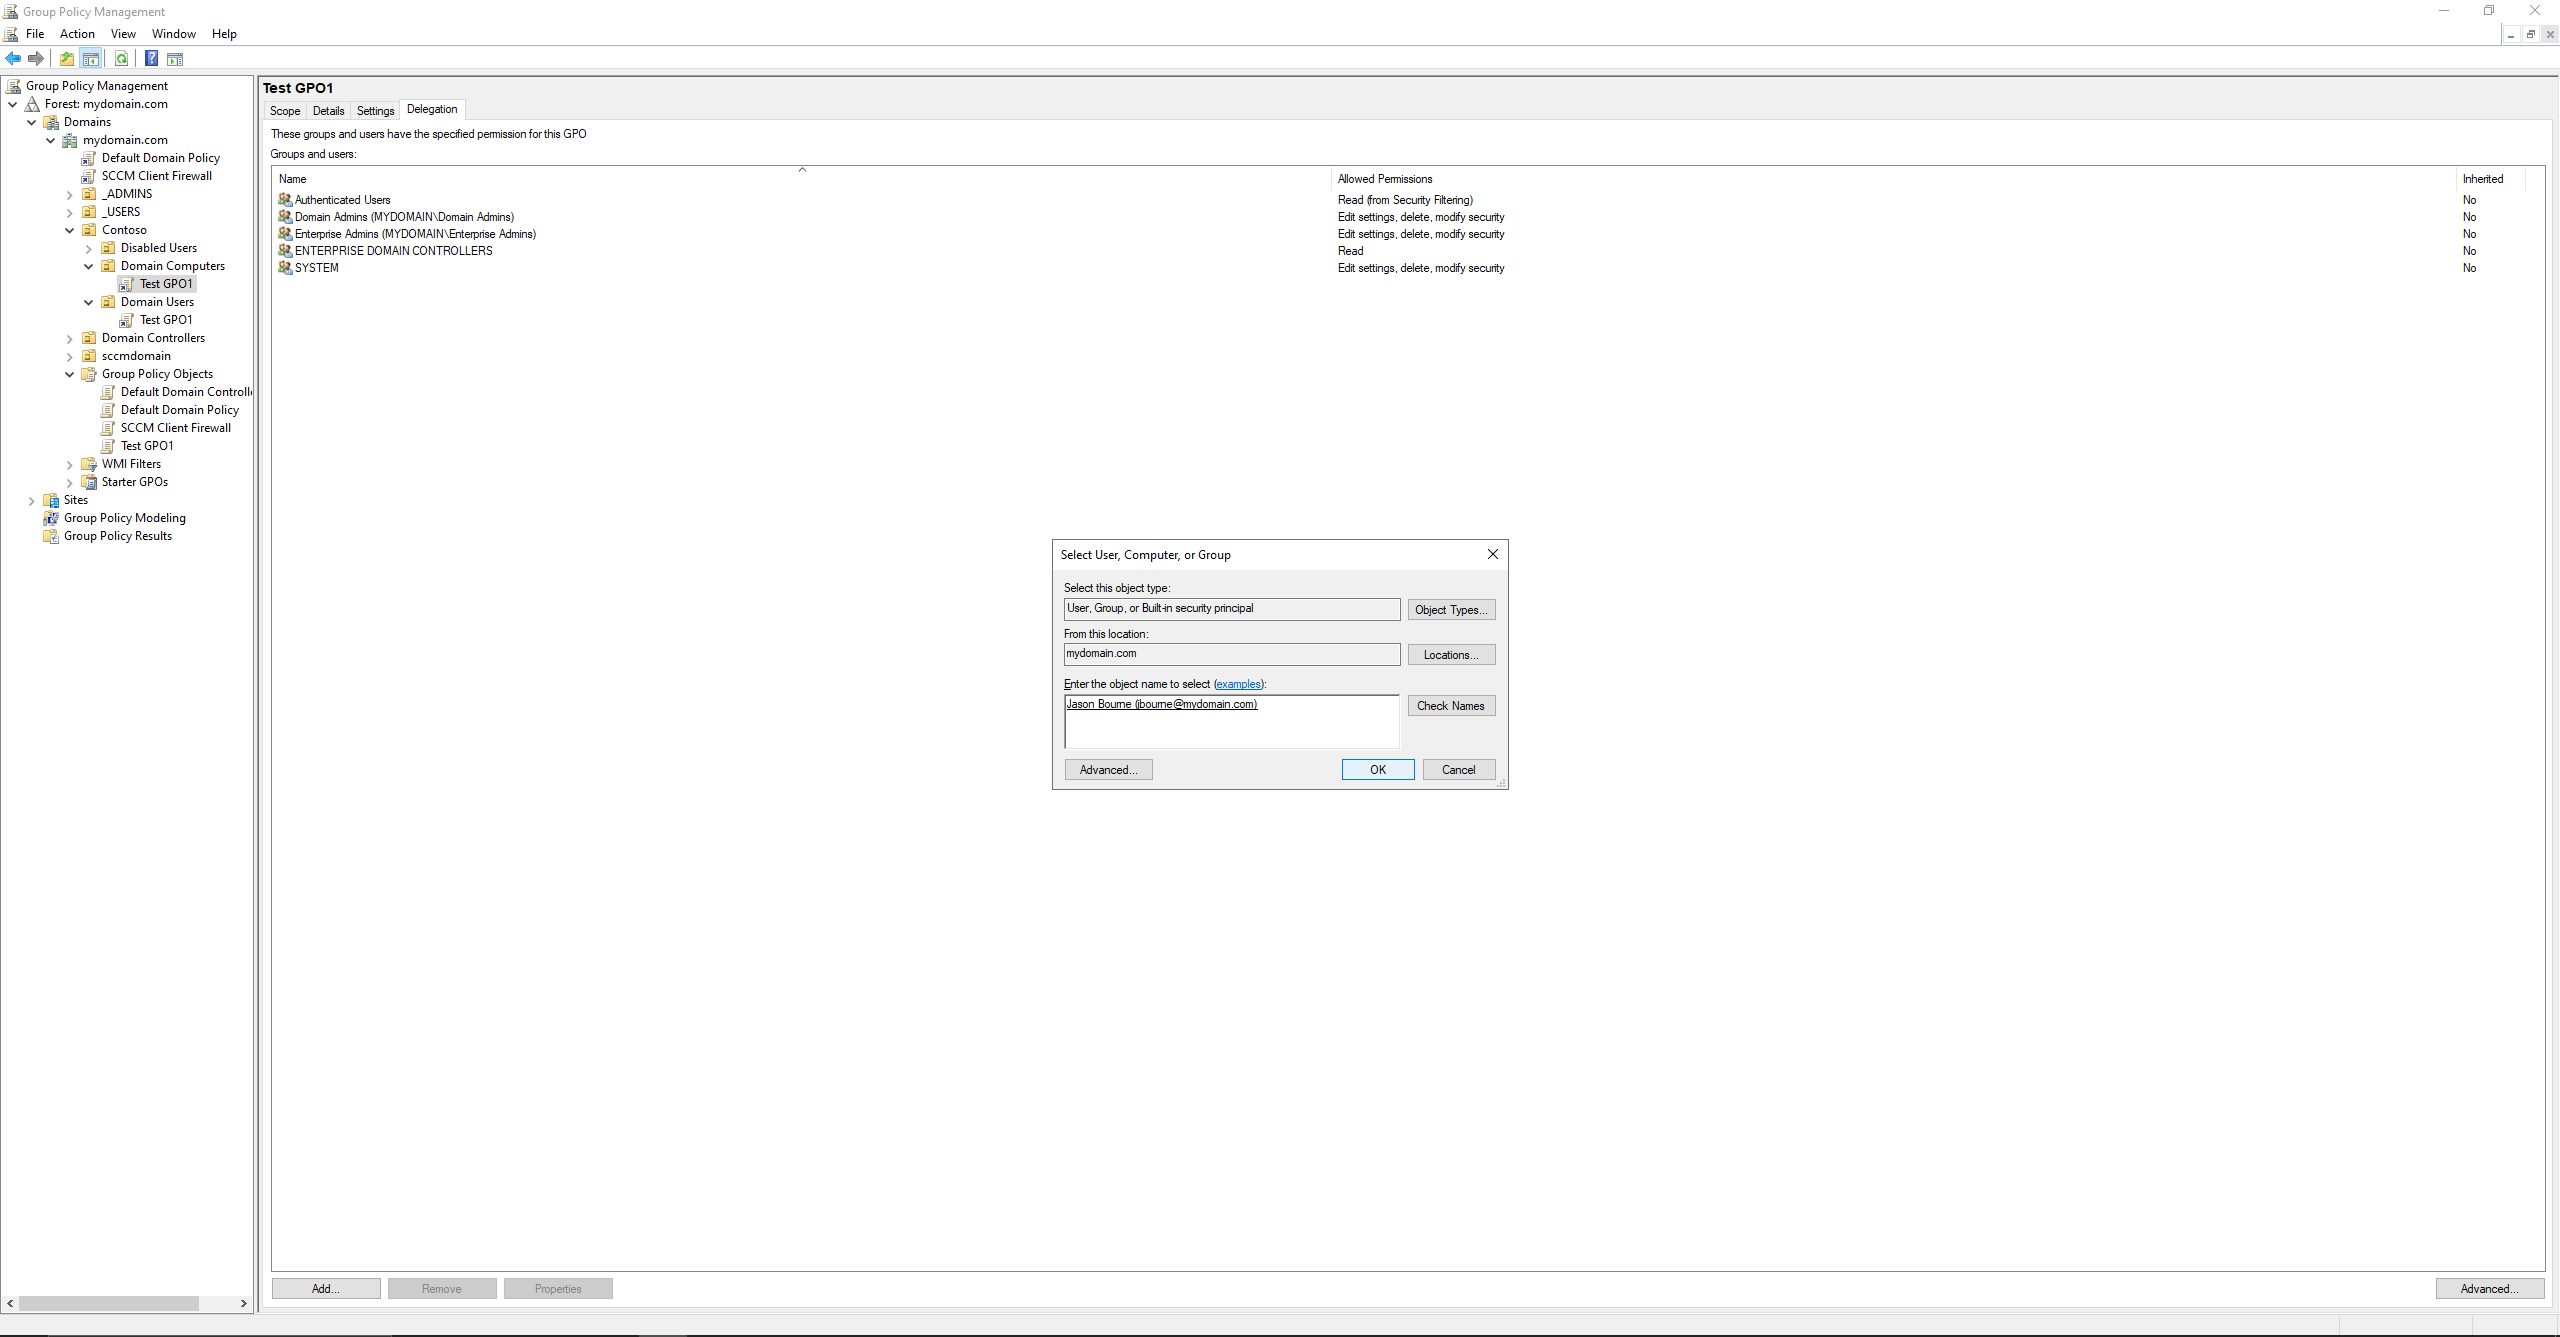 Group Policy Management
File Action View Window Help
Group Policy Management
Forest: mydomain.com
Domains
mydomain.com
Default Domain Policy
SCCM Client Firewall
_ADMINS
_USERS
Contoso
Disabled Users
Domain Computers
Test GPO1
Domain Users
Test GPO1
Domain Controllers
sccmdomain
Group Policy Objects
Default Domain Controll
Default Domain Policy
SCCM Client Firewall
Test GPO1
WMI Filters
Starter GPOs
Sites
Group Policy Modeling
Group Policy Results
Test GPO1
Scope Details Settings Delegation
These groups and users have the specified permission for this GPO
Groups and users:
Name Allowed Permissions Inherited
Authenticated Users Read (from Security Filtering) No
Domain Admins (MYDOMAIN\Domain Admins) Edit settings, delete, modify security No
Enterprise Admins (MYDOMAIN\Enterprise Admins) Edit settings, delete, modify security No
ENTERPRISE DOMAIN CONTROLLERS Read No
SYSTEM Edit settings, delete, modify security No
Select User, Computer, or Group
Select this object type:
User, Group, or Built-in security principal Object Types...
From this location:
mydomain.com Locations...
Enter the object name to select (examples):
Jason Bourne (jbourne@mydomain.com) Check Names
Advanced... OK Cancel
Add... Remove Properties Advanced...